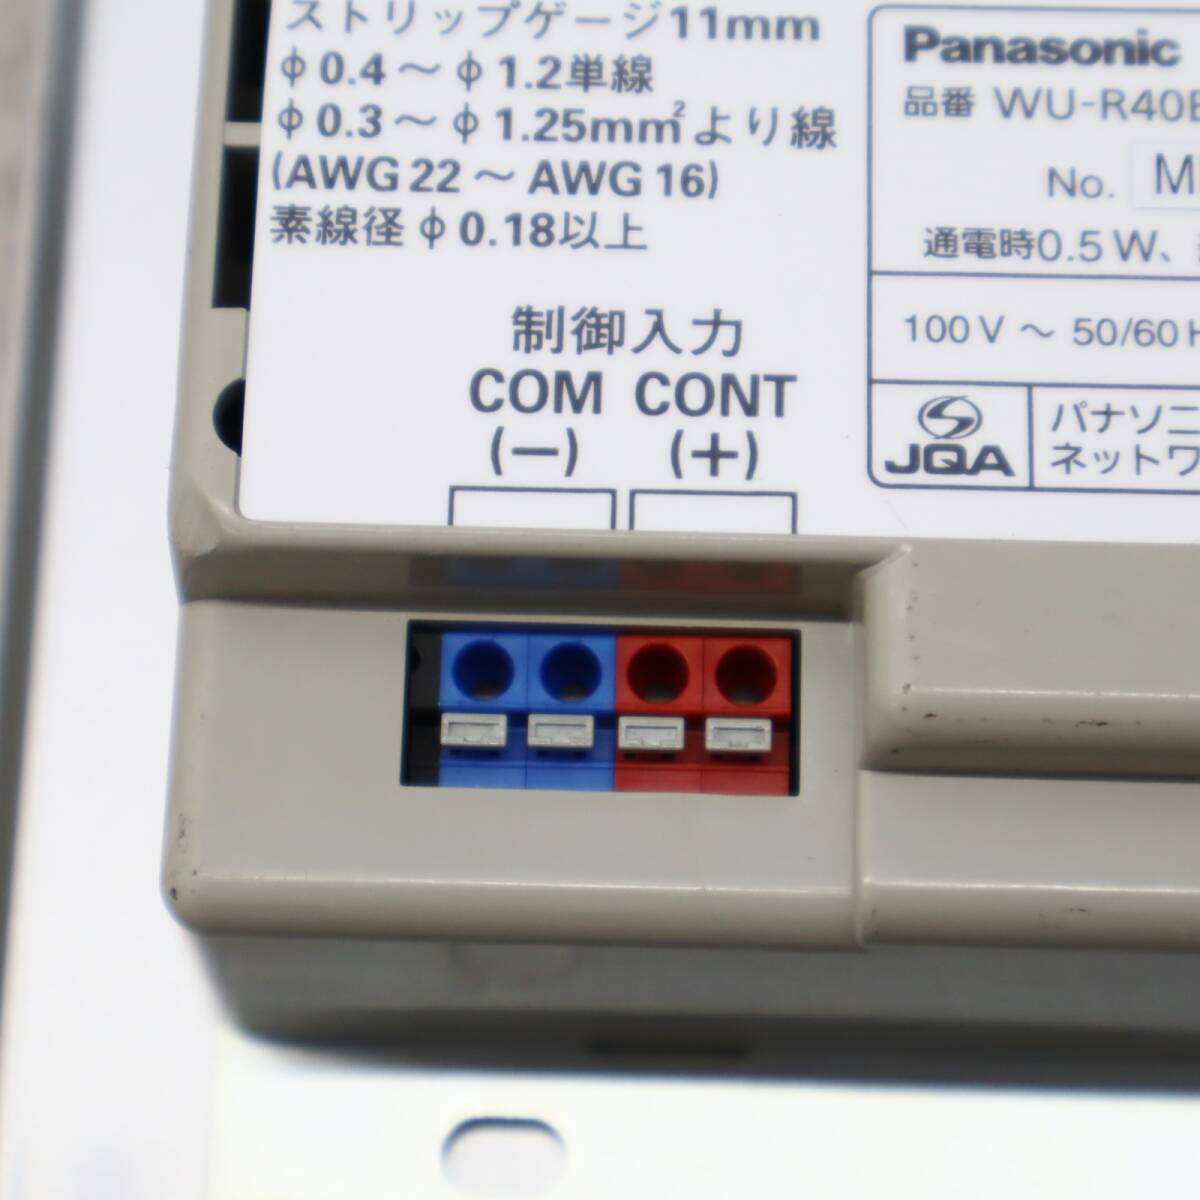 ストリップゲージ11mm
φ0.4～φ1.2単線
φ0.3～φ1.25mm²より線
(AWG 22 ～ AWG 16)
素線径φ0.18以上
制御入力
COM CONT
(−) (+)
Panasonic
品番 WU-R40
No. M
通電時0.5W、
100V ～ 50/60
JQA
パナソニ
ネットワ